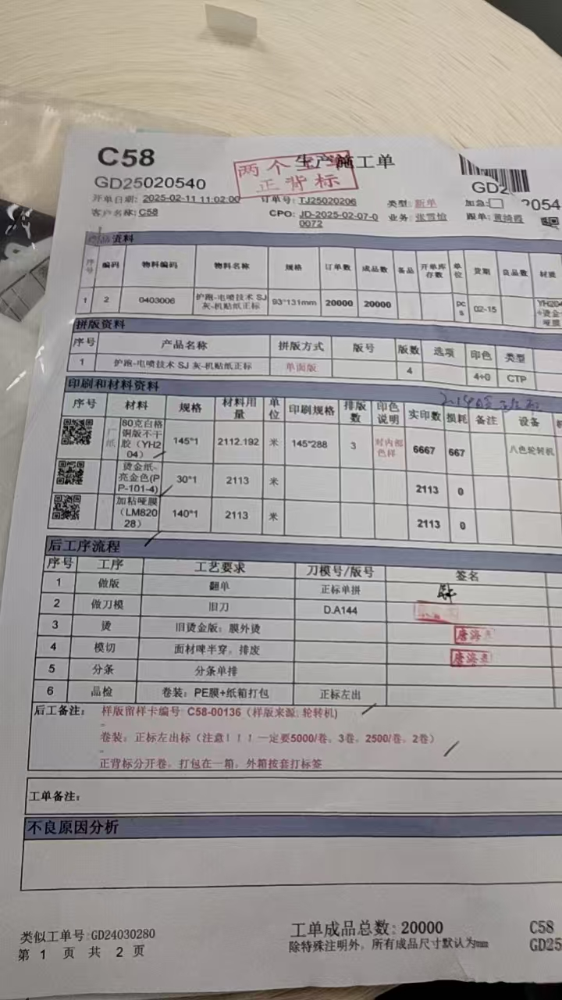 C58
生产施工单
两个
正背标
GD25020540
开单日期: 2025-02-11 11:02:00 订单号: TJ25020206 类型: 新单 加急:
客户名称: C58 CPO: JD-2025-02-07-00072 业务: 张雪怡 跟单: 黄绮霞
产品资料
序号 编码 物料编码 物料名称 规格 订单数 成品数 备品 开单库存数 单位 货期 良品数 材质
1 2 0403006 护跑-电喷技术 SJ 灰-机贴纸正标 93*131mm 20000 20000 pcs 02-15
拼版资料
序号 产品名称 拼版方式 版号 版数 选项 印色 类型
1 护跑-电喷技术 SJ 灰-机贴纸正标 单面版 4 4+0 CTP
印刷和材料资料
序号 材料 规格 材料用量 单位 印刷规格 排版数 印色说明 实印数 损耗 备注 设备
80克白格铜版不干胶（YH204） 145*1 2112.192 米 145*288 3 对内部色样 6667 667 八色轮转机
烫金纸-亮金色(PP-101-4) 30*1 2113 米 2113 0
加粘哑膜（LM82028） 140*1 2113 米 2113 0
后工序流程
序号 工序 工艺要求 刀模号/版号 签名
1 做版 翻单 正标单拼
2 做刀模 旧刀 D.A144
3 烫 旧烫金版：膜外烫 唐海
4 模切 面材啤半穿，排废 唐海
5 分条 分条单排
6 品检 卷装：PE膜+纸箱打包 正标左出
后工备注： 样版留样卡编号: C58-00136（样版来源: 轮转机）
卷装：正标左出标（注意！！！一定要5000/卷，3卷，2500/卷，2卷）
正背标分开卷，打包在一箱，外箱按套打标签
工单备注：
不良原因分析
类似工单号:GD24030280 工单成品总数: 20000 C58
第 1 页 共 2 页 除特殊注明外，所有成品尺寸默认为mm GD25